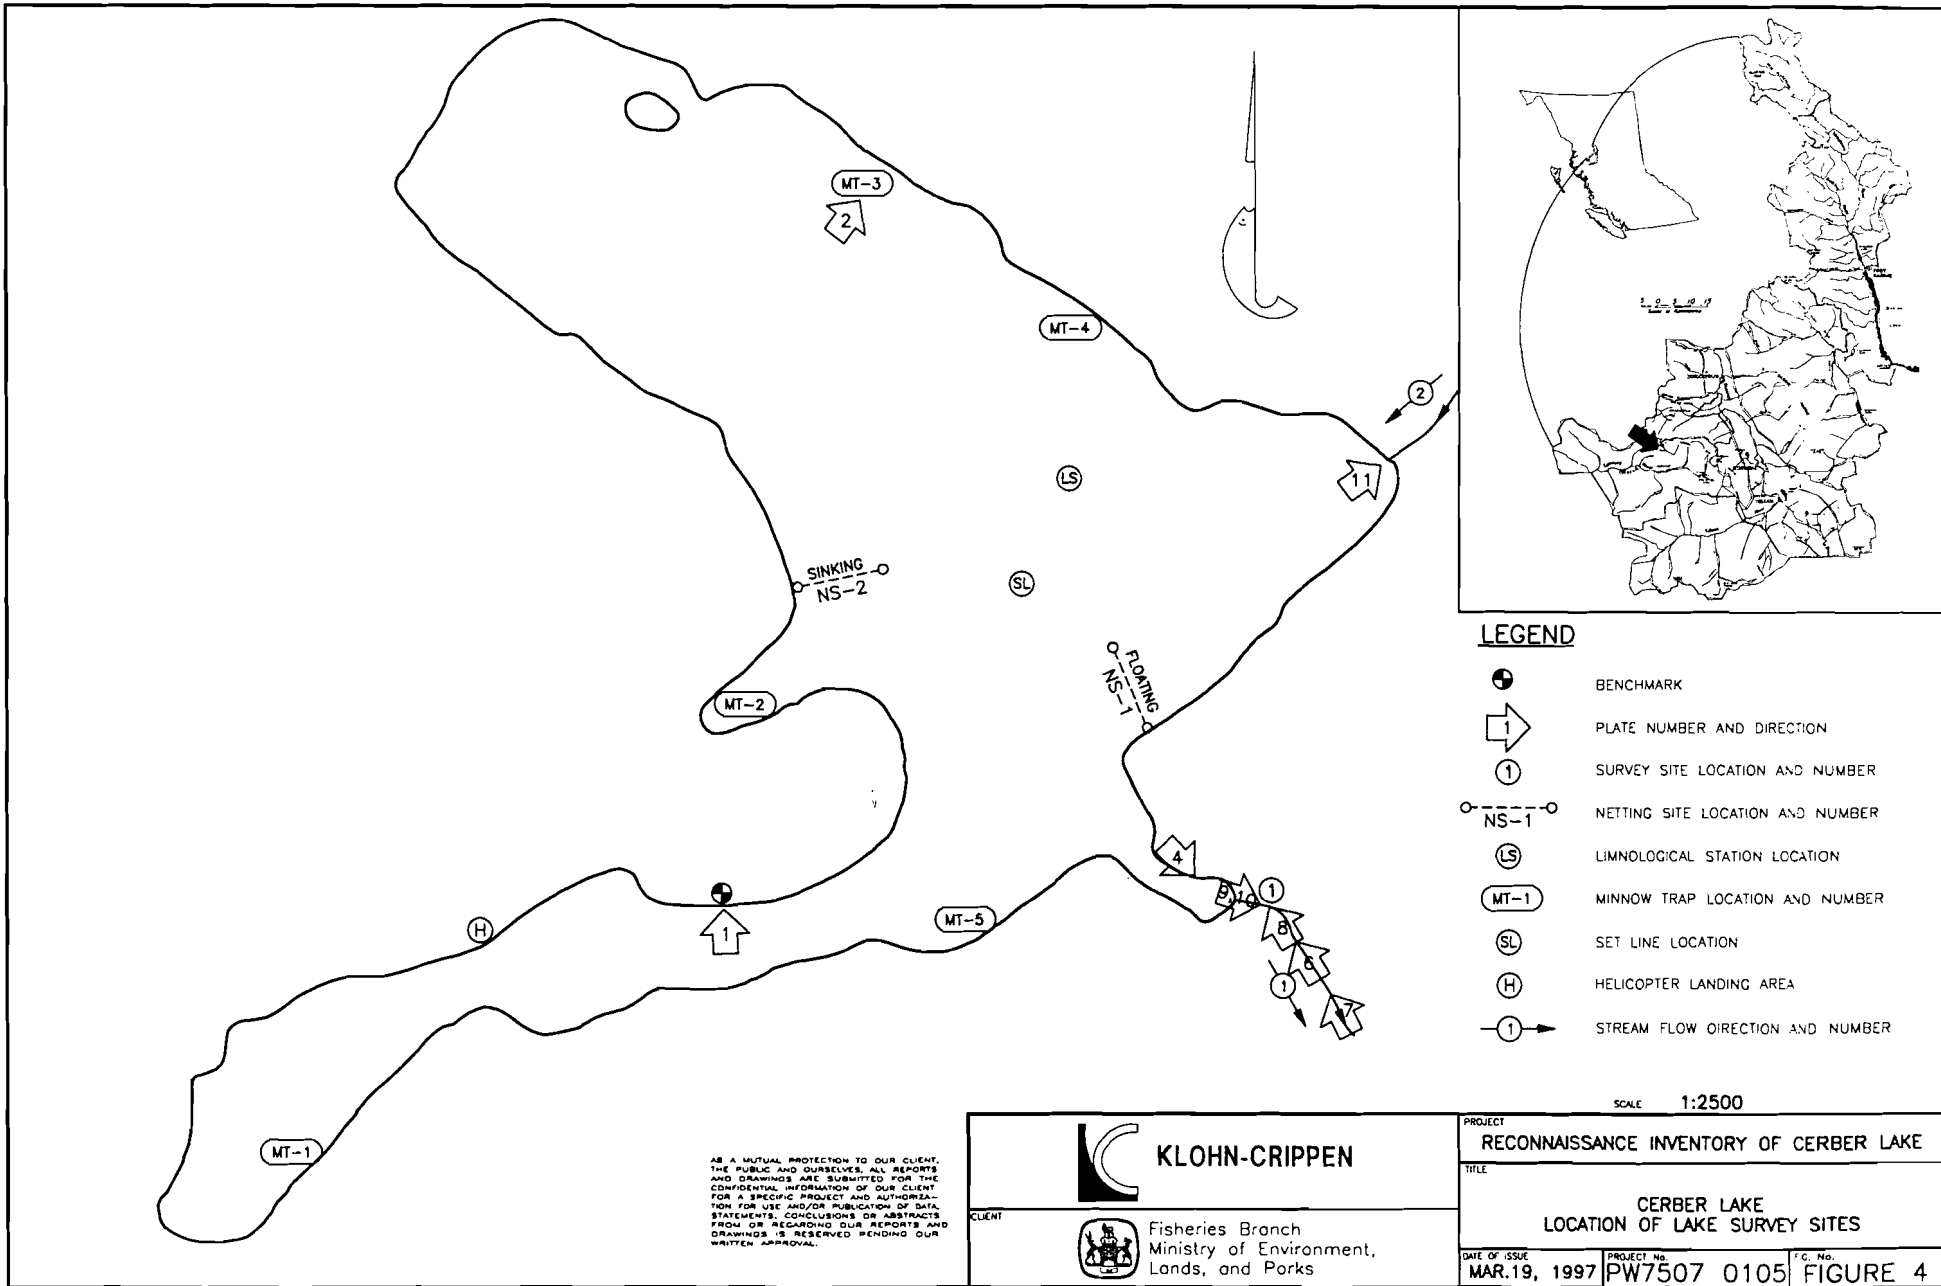 MT-3
2
MT-4
2
LS
11
SINKING
NS-2
SL
FLOATING
NS-1
MT-2
4
9
10
1
8
H
1
MT-5
6
1
7
MT-1
5 0 5 10 15
LEGEND
BENCHMARK
1 PLATE NUMBER AND DIRECTION
1 SURVEY SITE LOCATION AND NUMBER
NS-1 NETTING SITE LOCATION AND NUMBER
LS LIMNOLOGICAL STATION LOCATION
MT-1 MINNOW TRAP LOCATION AND NUMBER
SL SET LINE LOCATION
H HELICOPTER LANDING AREA
1 STREAM FLOW DIRECTION AND NUMBER
SCALE 1:2500
AS A MUTUAL PROTECTION TO OUR CLIENT,
THE PUBLIC AND OURSELVES, ALL REPORTS
AND DRAWINGS ARE SUBMITTED FOR THE
CONFIDENTIAL INFORMATION OF OUR CLIENT
FOR A SPECIFIC PROJECT AND AUTHORIZA-
TION FOR USE AND/OR PUBLICATION OF DATA,
STATEMENTS, CONCLUSIONS OR ABSTRACTS
FROM OR REGARDING OUR REPORTS AND
DRAWINGS IS RESERVED PENDING OUR
WRITTEN APPROVAL.
KLOHN-CRIPPEN
CLIENT
Fisheries Branch
Ministry of Environment,
Lands, and Parks
PROJECT
RECONNAISSANCE INVENTORY OF CERBER LAKE
TITLE
CERBER LAKE
LOCATION OF LAKE SURVEY SITES
DATE OF ISSUE
MAR.19, 1997
PROJECT No.
PW7507 0105
FIGURE 4